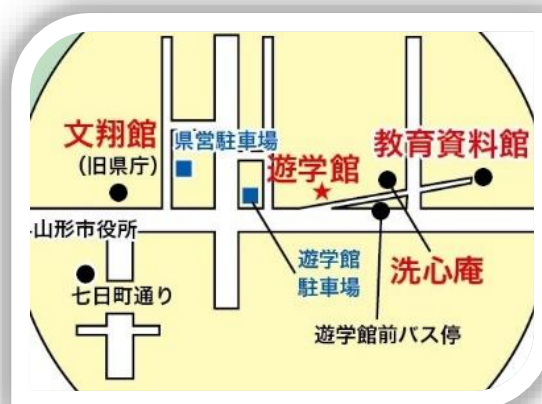 文翔館
(旧県庁)
県営駐車場
遊学館
教育資料館
山形市役所
遊学館
駐車場
洗心庵
七日町通り
遊学館前バス停